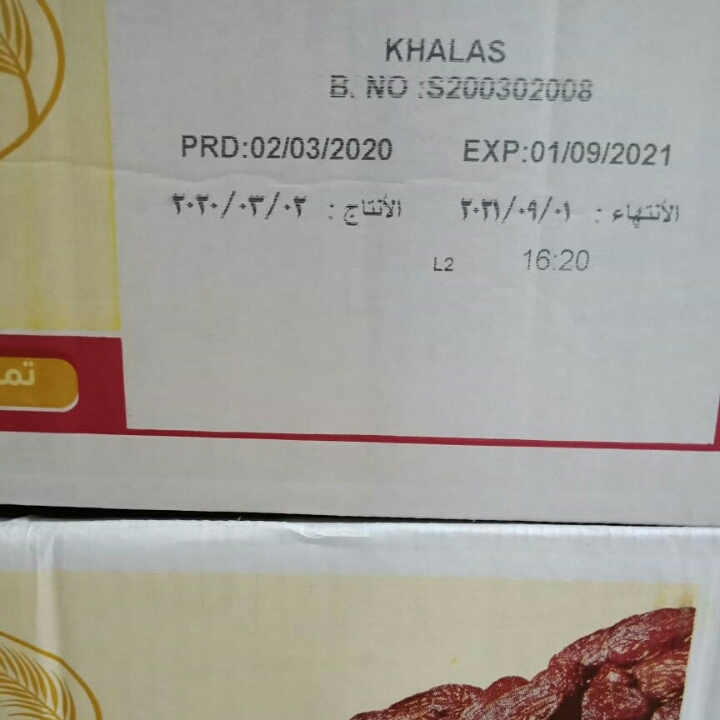 KHALAS
B. NO :S200302008
PRD:02/03/2020 EXP:01/09/2021
الأنتهاء : ٢٠٢١/٠٩/٠١ الأنتاج : ٢٠٢٠/٠٣/٠٢
L2 16:20